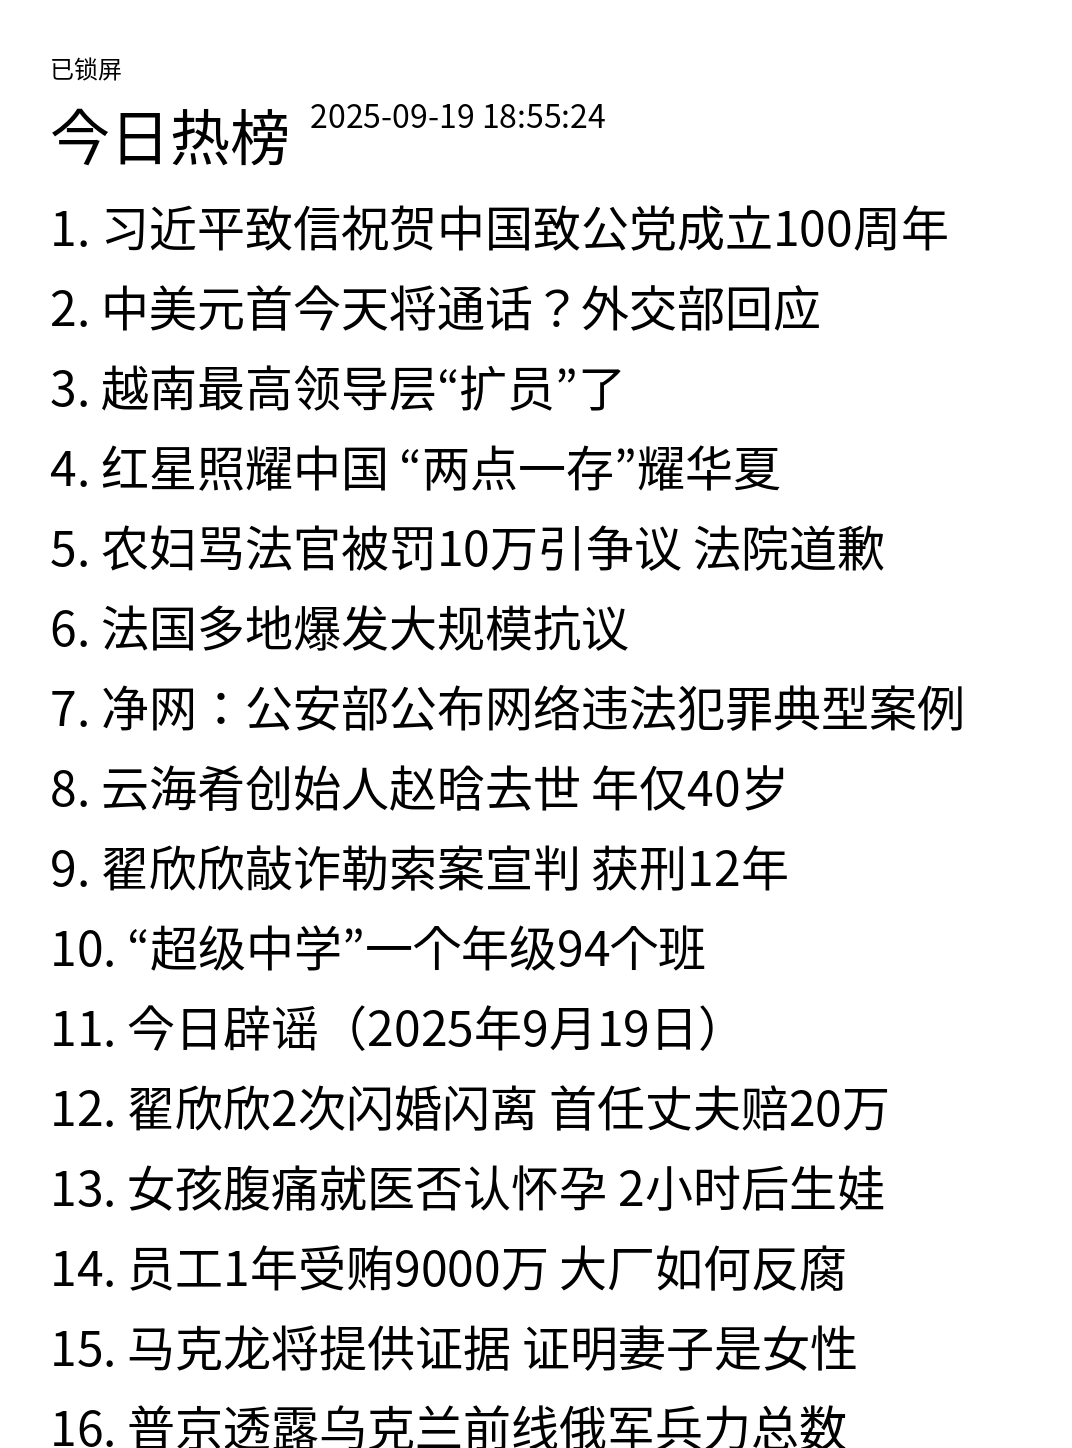 已锁屏
今日热榜 2025-09-19 18:55:24
1. 习近平致信祝贺中国致公党成立100周年
2. 中美元首今天将通话？外交部回应
3. 越南最高领导层“扩员”了
4. 红星照耀中国 “两点一存”耀华夏
5. 农妇骂法官被罚10万引争议 法院道歉
6. 法国多地爆发大规模抗议
7. 净网：公安部公布网络违法犯罪典型案例
8. 云海肴创始人赵晗去世 年仅40岁
9. 翟欣欣敲诈勒索案宣判 获刑12年
10. “超级中学”一个年级94个班
11. 今日辟谣（2025年9月19日）
12. 翟欣欣2次闪婚闪离 首任丈夫赔20万
13. 女孩腹痛就医否认怀孕 2小时后生娃
14. 员工1年受贿9000万 大厂如何反腐
15. 马克龙将提供证据 证明妻子是女性
16. 普京透露乌克兰前线俄军兵力总数